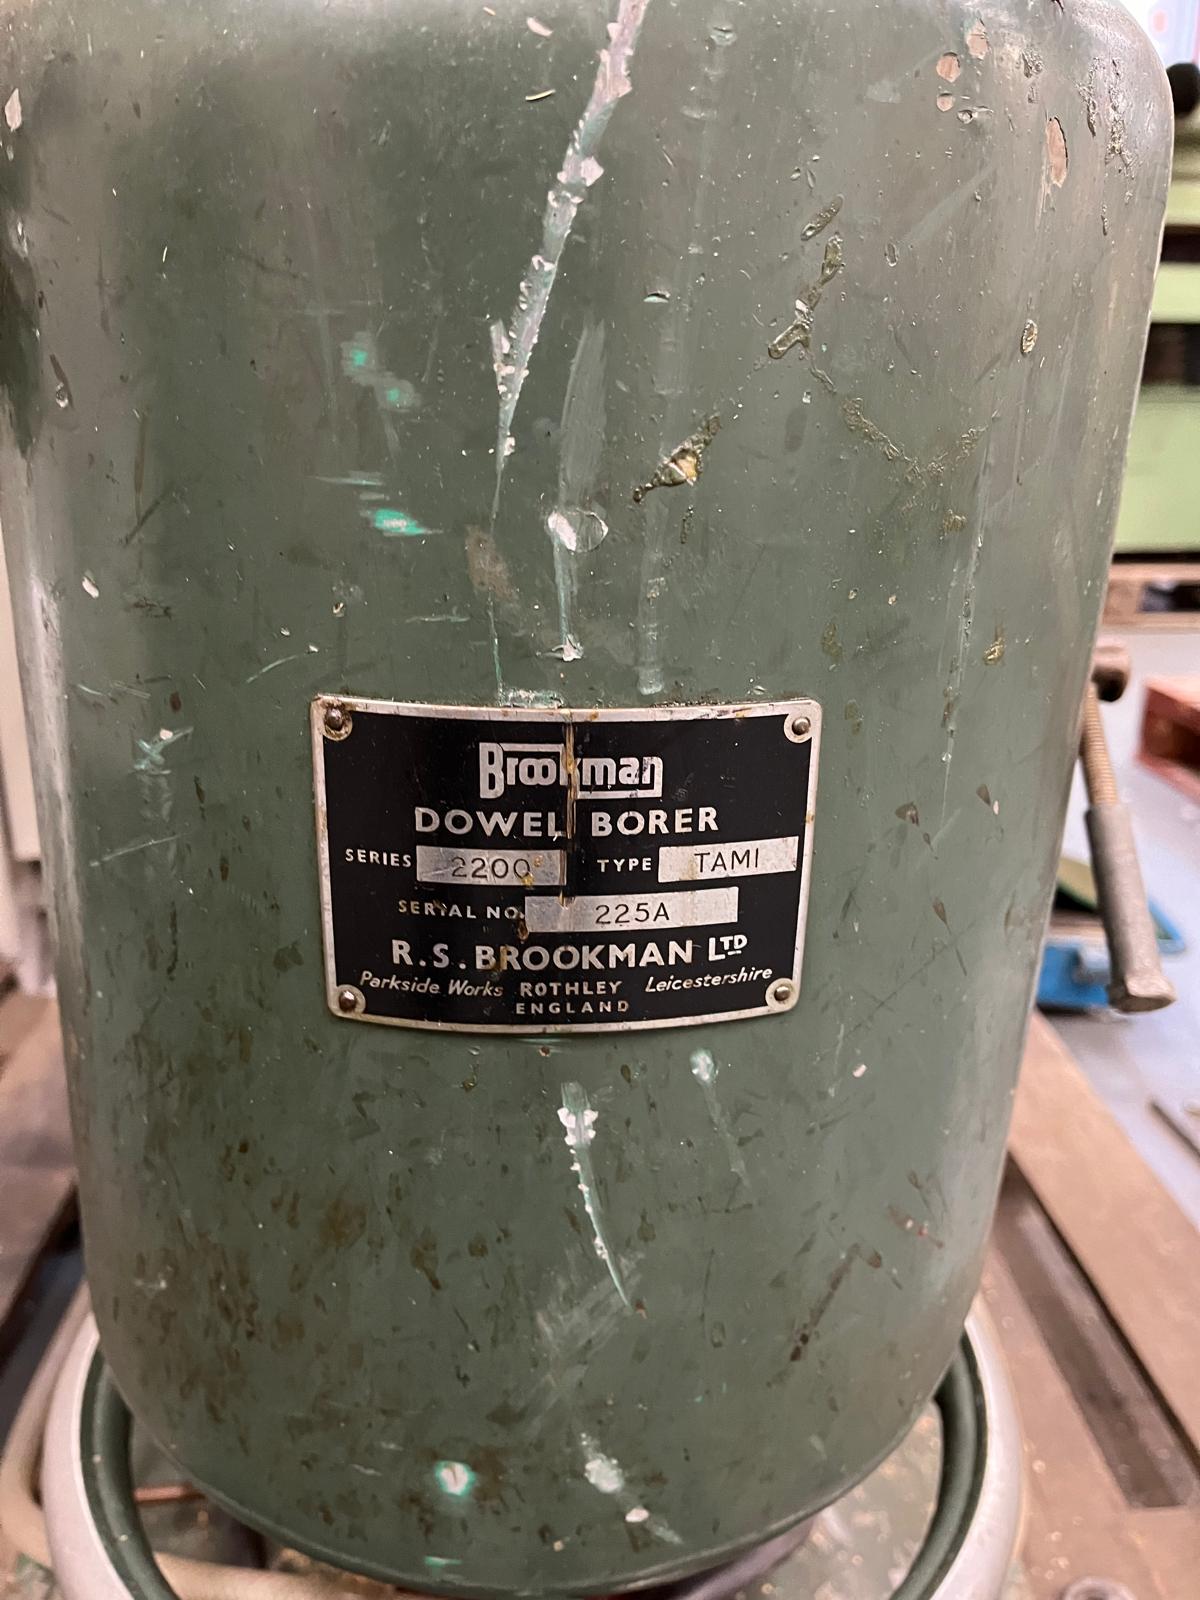 Brookman
DOWEL BORER
SERIES 2200 TYPE TAMI
SERIAL NO. 225A
R.S. BROOKMAN LTD
Parkside Works ROTHLEY Leicestershire
ENGLAND